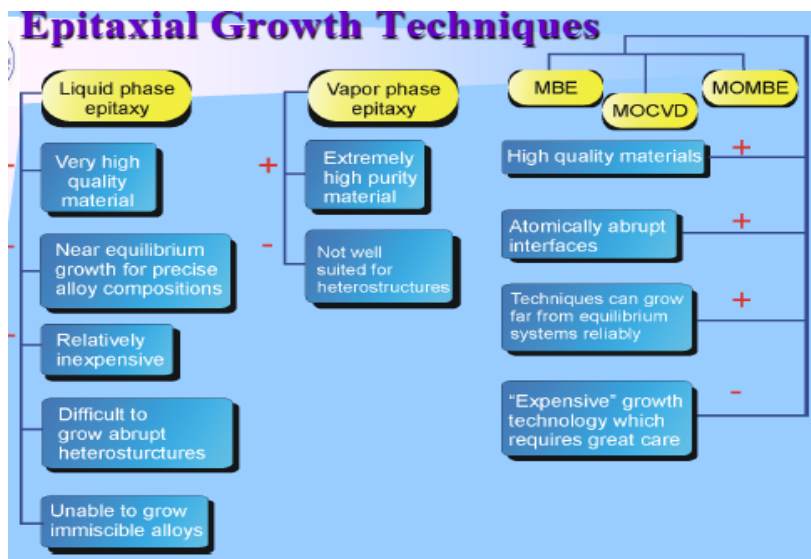 Epitaxial Growth Techniques
Liquid phase
epitaxy
Very high
quality
material
Near equilibrium
growth for precise
alloy compositions
Relatively
inexpensive
Difficult to
grow abrupt
heterosturctures
Unable to grow
immiscible alloys
Vapor phase
epitaxy
+
Extremely
high purity
material
-
Not well
suited for
heterostructures
MBE
MOCVD
MOMBE
High quality materials
+
Atomically abrupt
interfaces
+
Techniques can grow
far from equilibrium
systems reliably
+
“Expensive” growth
technology which
requires great care
-